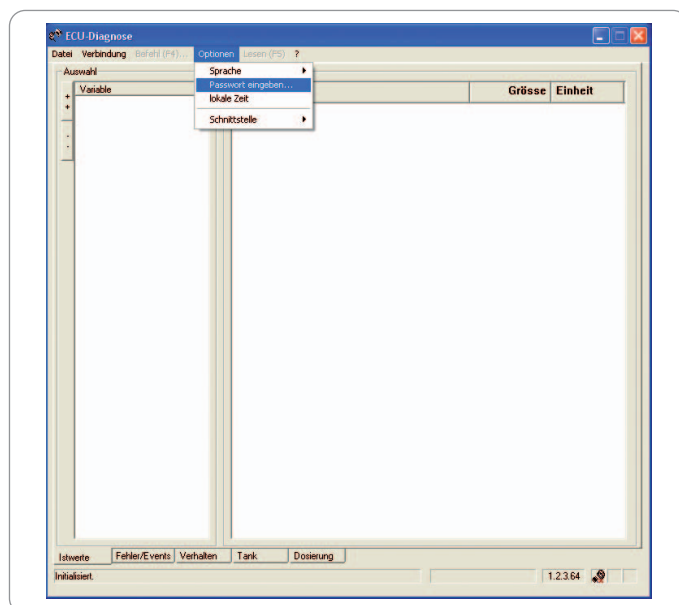 ECU-Diagnose
Datei Verbindung Befehl (F4)... Optionen Lesen (F5) ?
Auswahl
Sprache
Variable
Passwort eingeben...
Grösse Einheit
lokale Zeit
Schnittstelle
Istwerte Fehler/Events Verhalten Tank Dosierung
Initialisiert. 1.2.3.64